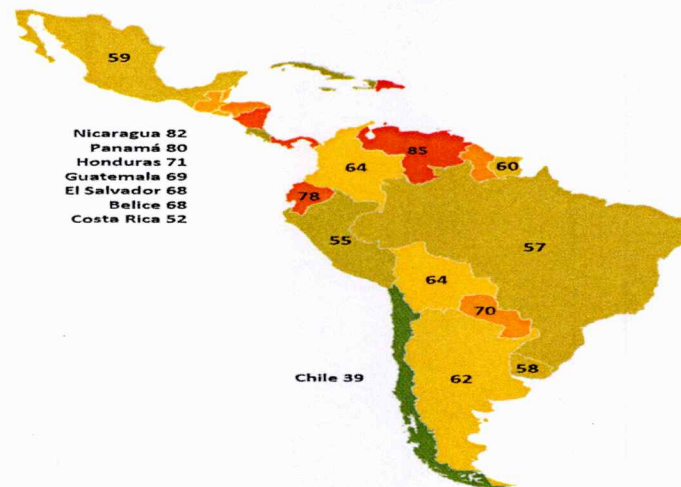 59
Nicaragua 82
Panamá 80
Honduras 71
Guatemala 69
El Salvador 68
Belice 68
Costa Rica 52
64
85
60
78
55
57
64
70
Chile 39
62
58